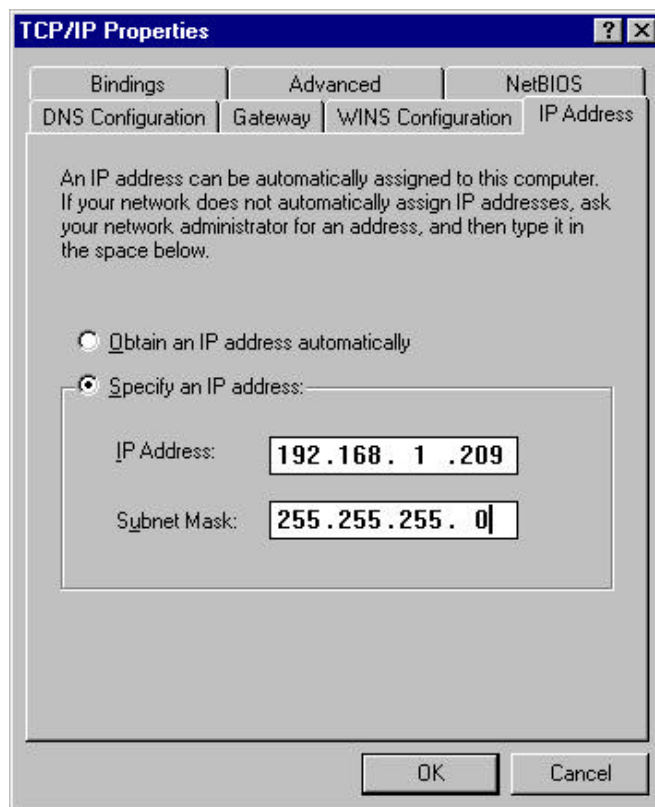 TCP/IP Properties
? X
Bindings Advanced NetBIOS
DNS Configuration Gateway WINS Configuration IP Address
An IP address can be automatically assigned to this computer.
If your network does not automatically assign IP addresses, ask
your network administrator for an address, and then type it in
the space below.
Obtain an IP address automatically
Specify an IP address:
IP Address: 192.168. 1 .209
Subnet Mask: 255.255.255. 0
OK Cancel